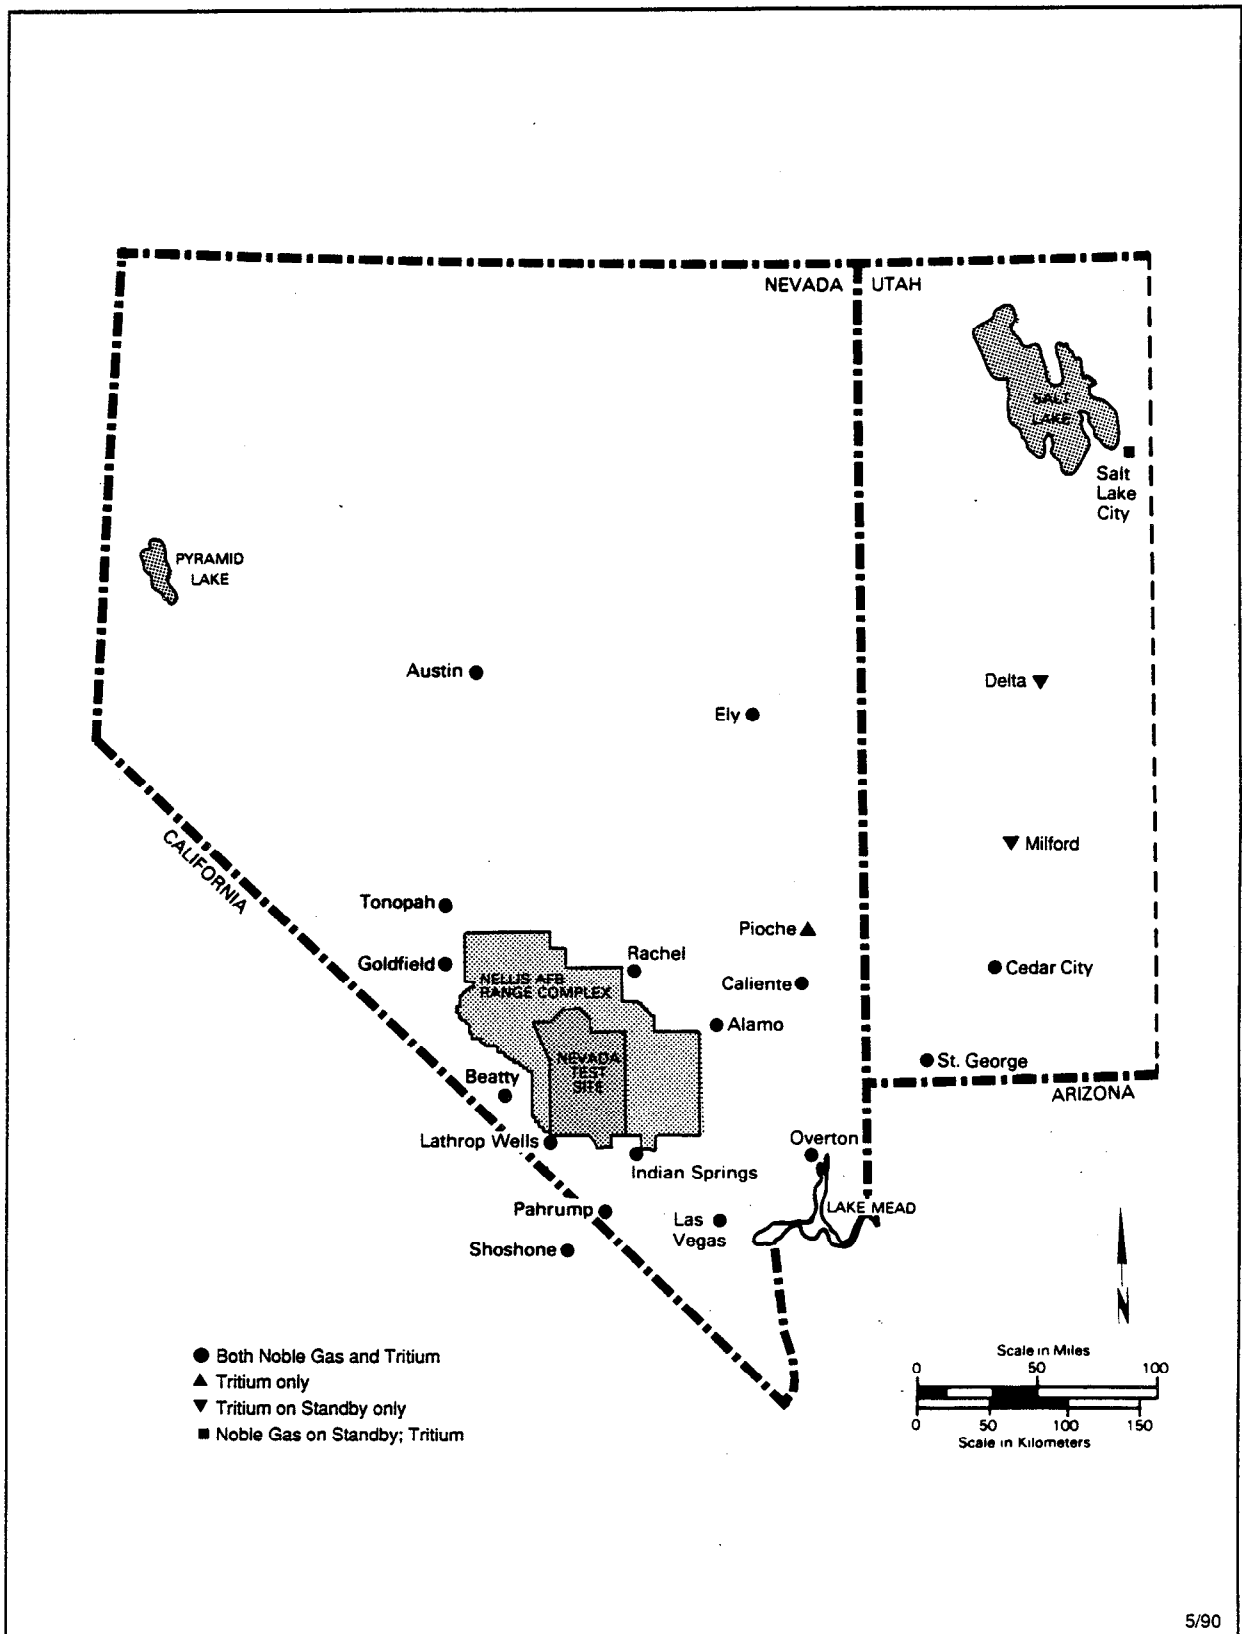 NEVADA
UTAH
SALT
LAKE
Salt
Lake
City
PYRAMID
LAKE
Austin
Delta
Ely
CALIFORNIA
Milford
Tonopah
Pioche
Goldfield
Rachel
Cedar City
NELLIS AFB
RANGE COMPLEX
Caliente
Alamo
NEVADA
TEST
SITE
St. George
Beatty
ARIZONA
Lathrop Wells
Overton
Indian Springs
Pahrump
LAKE MEAD
Las
Vegas
Shoshone
N
Both Noble Gas and Tritium
Tritium only
Tritium on Standby only
Noble Gas on Standby; Tritium
Scale in Miles
0 50 100
0 50 100 150
Scale in Kilometers
5/90